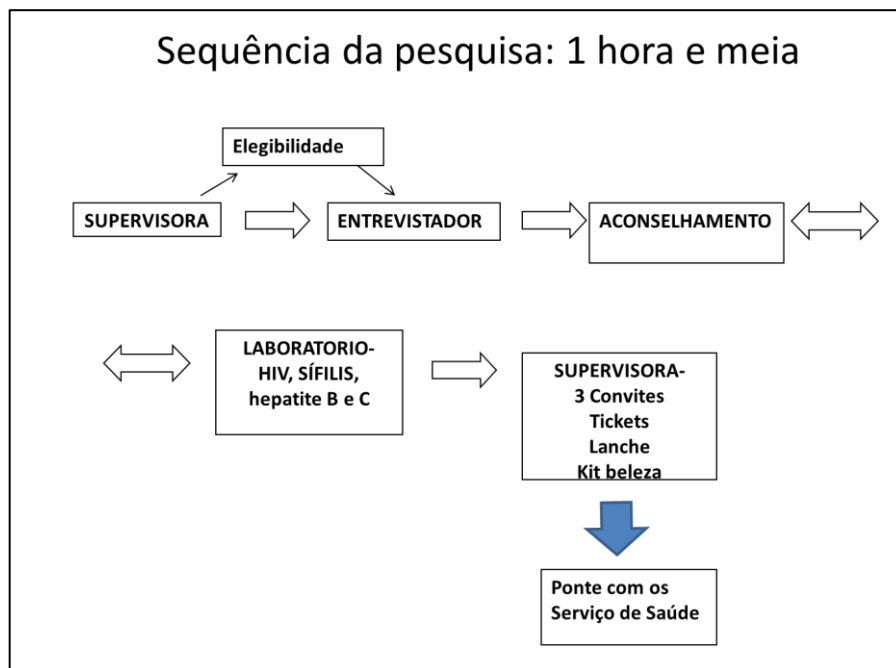 Sequência da pesquisa: 1 hora e meia
Elegibilidade
SUPERVISORA
ENTREVISTADOR
ACONSELHAMENTO
LABORATORIO-
HIV, SÍFILIS,
hepatite B e C
SUPERVISORA-
3 Convites
Tickets
Lanche
Kit beleza
Ponte com os
Serviço de Saúde